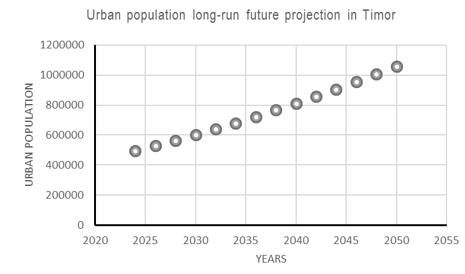 Urban population long-run future projection in Timor
1200000
1000000
800000
600000
400000
200000
0
URBAN POPULATION
2020 2025 2030 2035 2040 2045 2050 2055
YEARS